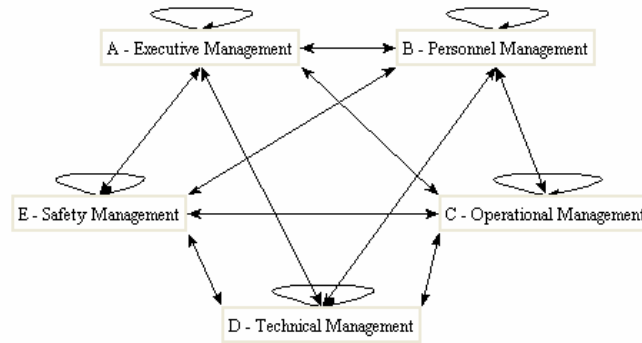 A - Executive Management
B - Personnel Management
E - Safety Management
C - Operational Management
D - Technical Management